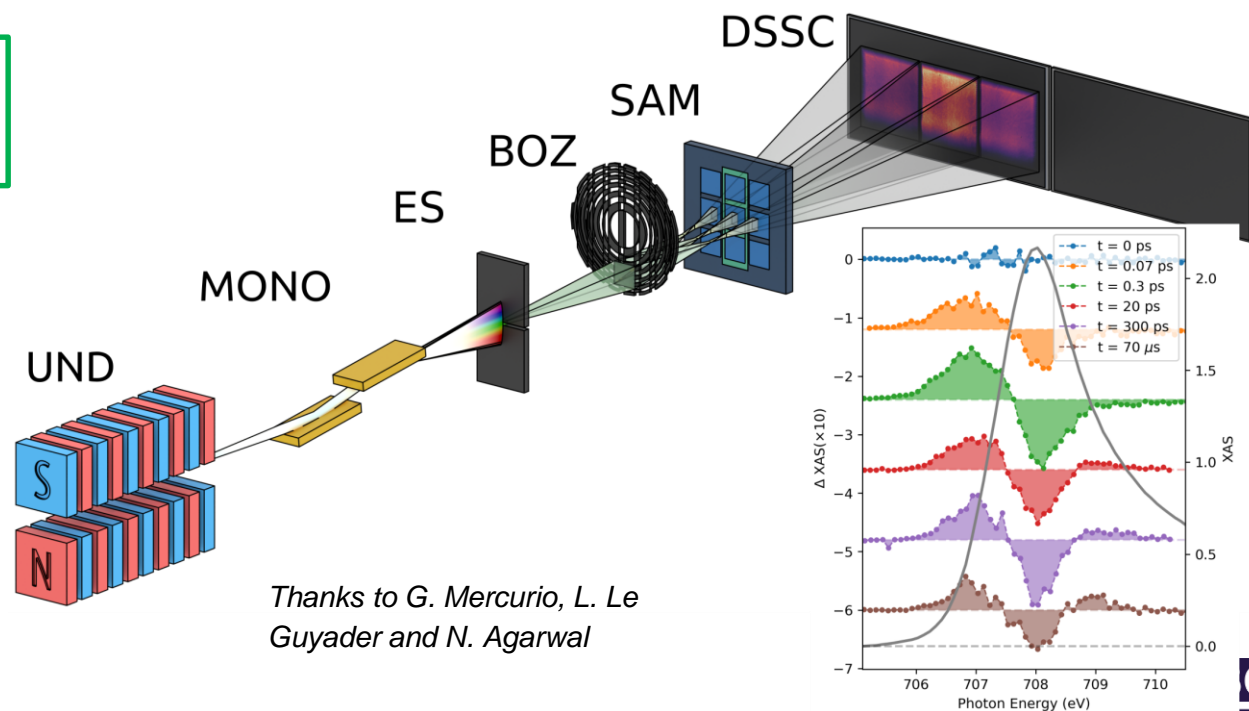 DSSC
SAM
BOZ
ES
MONO
UND
S
N
Thanks to G. Mercurio, L. Le
Guyader and N. Agarwal
t = 0 ps
t = 0.07 ps
t = 0.3 ps
t = 20 ps
t = 300 ps
t = 70 μs
0
−1
−2
−3
−4
−5
−6
−7
Δ XAS(×10)
2.0
1.5
1.0
0.5
0.0
XAS
706 707 708 709 710
Photon Energy (eV)